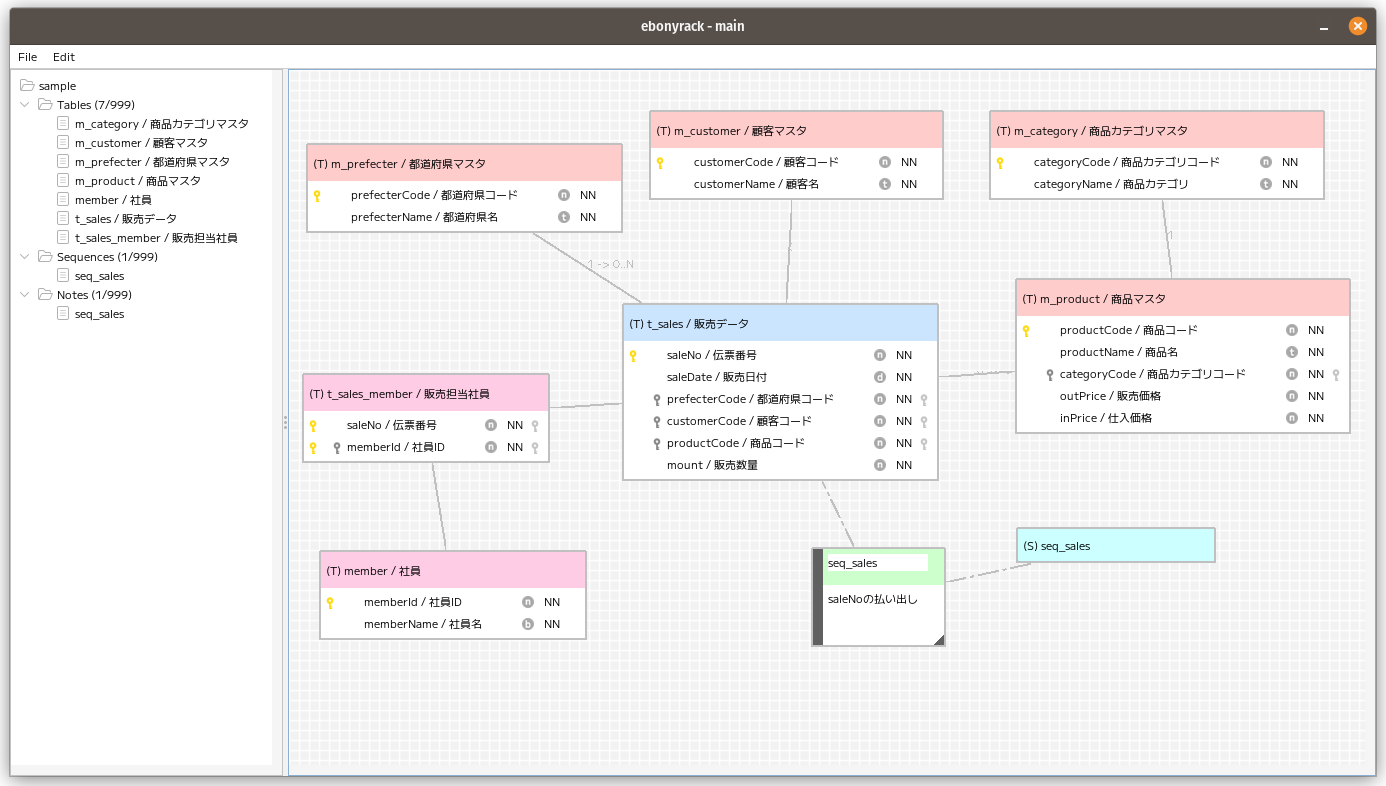 ebonyrack - main
File Edit
sample
Tables (7/999)
m_category / 商品カテゴリマスタ
m_customer / 顧客マスタ
m_prefecter / 都道府県マスタ
m_product / 商品マスタ
member / 社員
t_sales / 販売データ
t_sales_member / 販売担当社員
Sequences (1/999)
seq_sales
Notes (1/999)
seq_sales
(T) m_prefecter / 都道府県マスタ
prefecterCode / 都道府県コード n NN
prefecterName / 都道府県名 t NN
(T) m_customer / 顧客マスタ
customerCode / 顧客コード n NN
customerName / 顧客名 t NN
(T) m_category / 商品カテゴリマスタ
categoryCode / 商品カテゴリコード n NN
categoryName / 商品カテゴリ t NN
1 -> 0..N
1
(T) t_sales / 販売データ
saleNo / 伝票番号 n NN
saleDate / 販売日付 d NN
prefecterCode / 都道府県コード n NN
customerCode / 顧客コード n NN
productCode / 商品コード n NN
mount / 販売数量 n NN
(T) m_product / 商品マスタ
productCode / 商品コード n NN
productName / 商品名 t NN
categoryCode / 商品カテゴリコード n NN
outPrice / 販売価格 n NN
inPrice / 仕入価格 n NN
(T) t_sales_member / 販売担当社員
saleNo / 伝票番号 n NN
memberId / 社員ID n NN
(T) member / 社員
memberId / 社員ID n NN
memberName / 社員名 b NN
seq_sales
saleNoの払い出し
(S) seq_sales